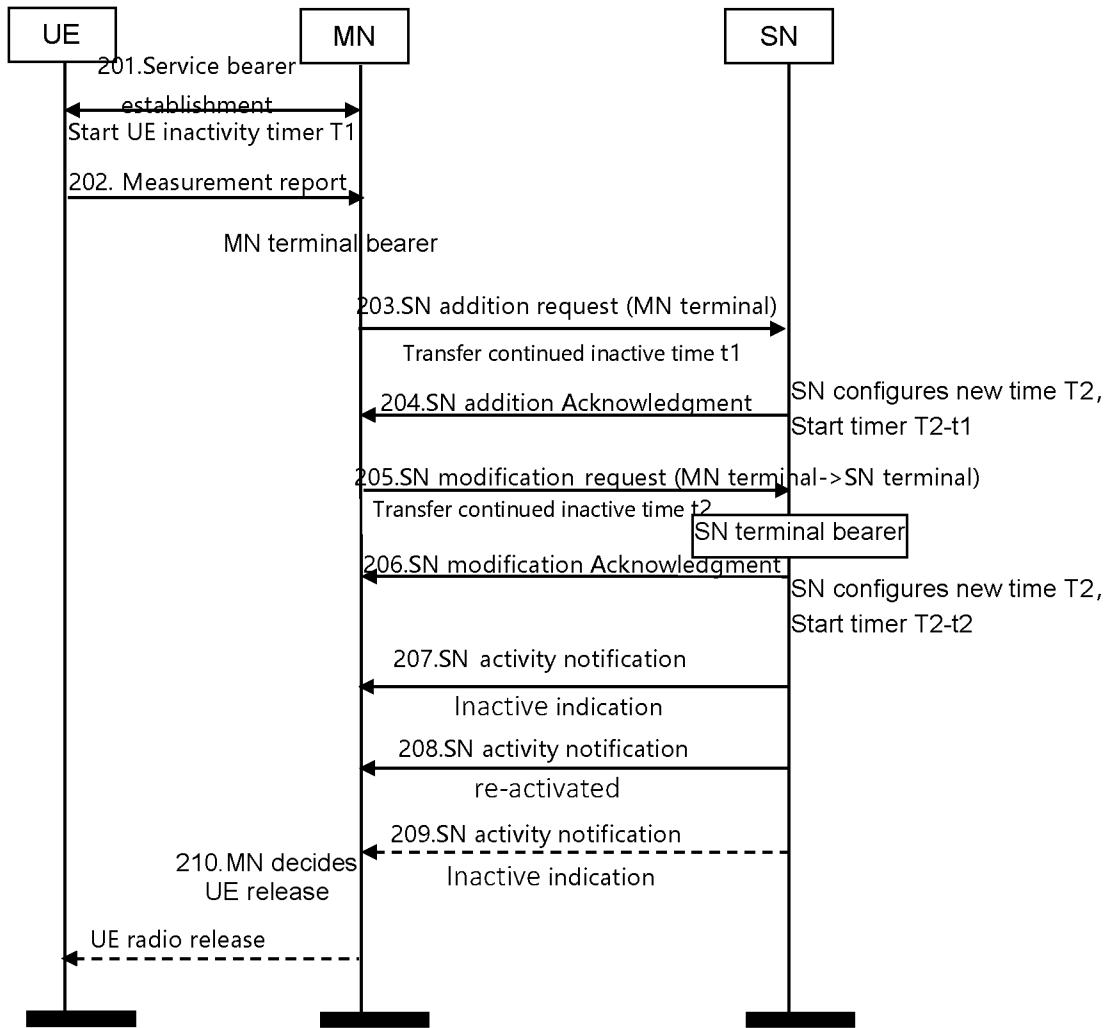 UE
MN
SN
201.Service bearer
establishment
Start UE inactivity timer T1
202. Measurement report
MN terminal bearer
203.SN addition request (MN terminal)
Transfer continued inactive time t1
SN configures new time T2,
204.SN addition Acknowledgment
Start timer T2-t1
205.SN modification request (MN terminal->SN terminal)
Transfer continued inactive time t2
SN terminal bearer
206.SN modification Acknowledgment
SN configures new time T2,
Start timer T2-t2
207.SN activity notification
Inactive indication
208.SN activity notification
re-activated
209.SN activity notification
Inactive indication
210.MN decides
UE release
UE radio release